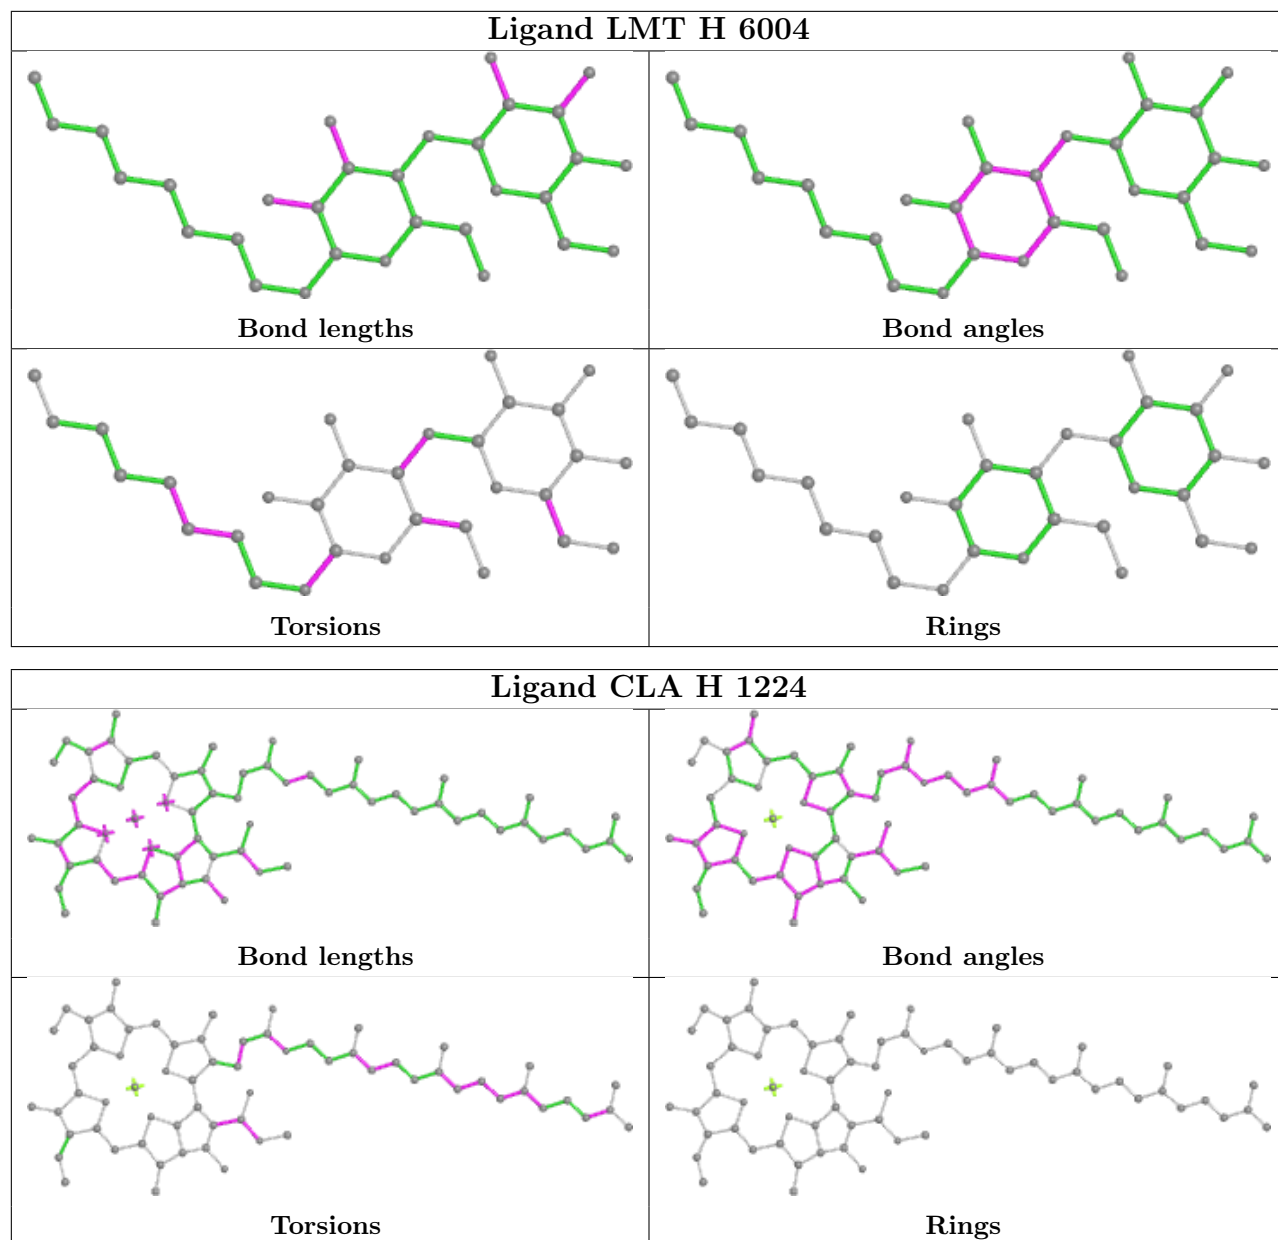 Ligand LMT H 6004
Bond lengths
Bond angles
Torsions
Rings
Ligand CLA H 1224
Bond lengths
Bond angles
Torsions
Rings